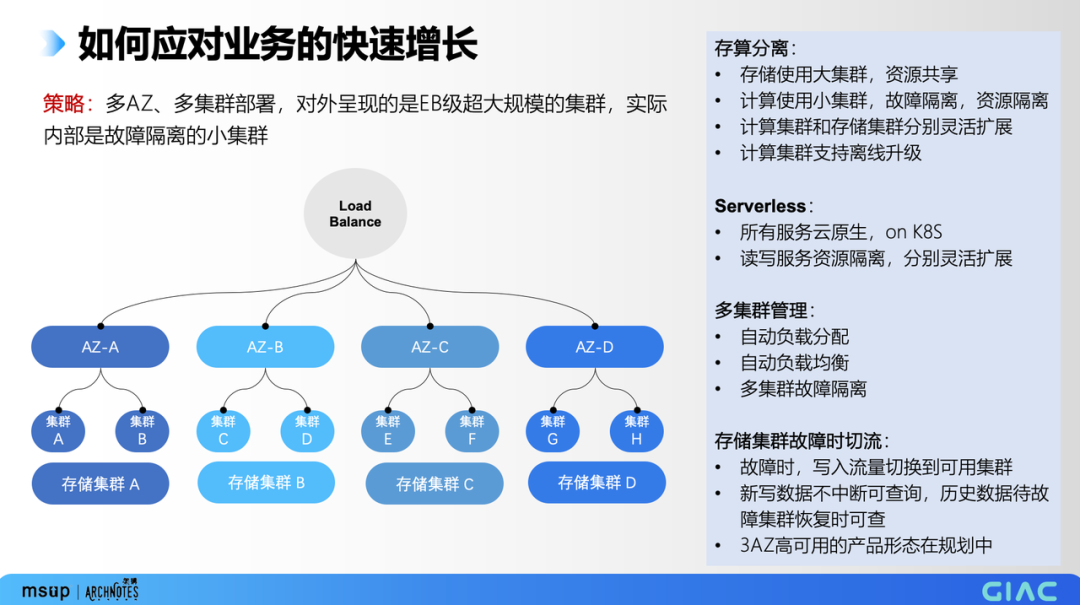 如何应对业务的快速增长
策略：多AZ、多集群部署，对外呈现的是EB级超大规模的集群，实际
内部是故障隔离的小集群
Load
Balance
AZ-A
AZ-B
AZ-C
AZ-D
集群
A
集群
B
集群
C
集群
D
集群
E
集群
F
集群
G
集群
H
存储集群 A
存储集群 B
存储集群 C
存储集群 D
存算分离：
• 存储使用大集群，资源共享
• 计算使用小集群，故障隔离，资源隔离
• 计算集群和存储集群分别灵活扩展
• 计算集群支持离线升级
Serverless：
• 所有服务云原生，on K8S
• 读写服务资源隔离，分别灵活扩展
多集群管理：
• 自动负载分配
• 自动负载均衡
• 多集群故障隔离
存储集群故障时切流：
• 故障时，写入流量切换到可用集群
• 新写数据不中断可查询，历史数据待故
障集群恢复时可查
• 3AZ高可用的产品形态在规划中
msup | ARCHNOTES
GIAC